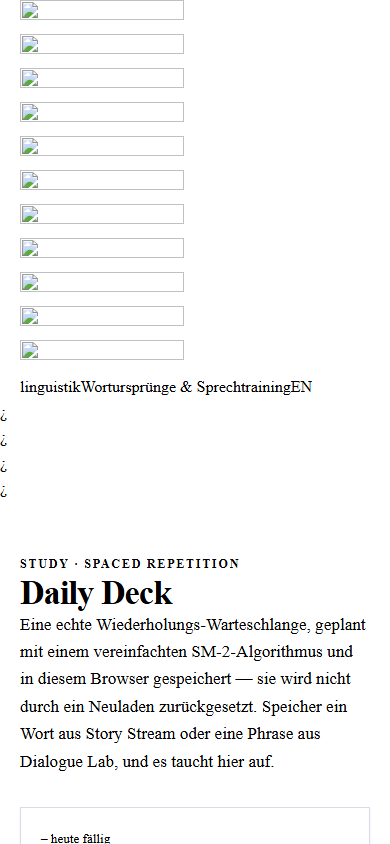 linguistikWortursprünge & SprechtrainingEN
¿
¿
¿
¿
STUDY · SPACED REPETITION
Daily Deck
Eine echte Wiederholungs-Warteschlange, geplant
mit einem vereinfachten SM-2-Algorithmus und
in diesem Browser gespeichert — sie wird nicht
durch ein Neuladen zurückgesetzt. Speicher ein
Wort aus Story Stream oder eine Phrase aus
Dialogue Lab, und es taucht hier auf.
– heute fällig